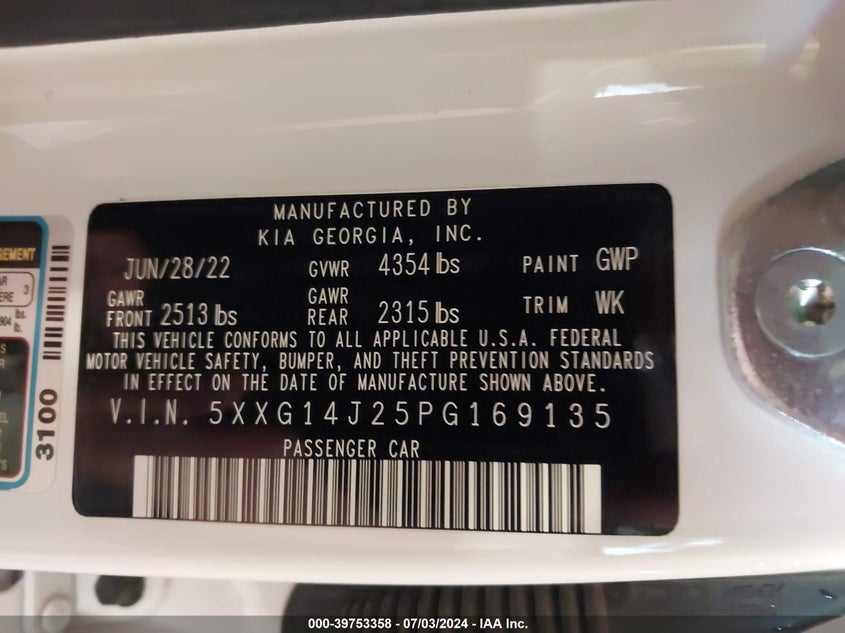 MANUFACTURED BY
KIA GEORGIA, INC.
JUN/28/22 GVWR 4354 lbs PAINT GWP
GAWR FRONT 2513 lbs GAWR REAR 2315 lbs TRIM WK
THIS VEHICLE CONFORMS TO ALL APPLICABLE U.S.A. FEDERAL
MOTOR VEHICLE SAFETY, BUMPER, AND THEFT PREVENTION STANDARDS
IN EFFECT ON THE DATE OF MANUFACTURE SHOWN ABOVE.
V.I.N. 5XXG14J25PG169135
PASSENGER CAR
3
lbs.
lb.
3100
000-39753358 - 07/03/2024 - IAA Inc.